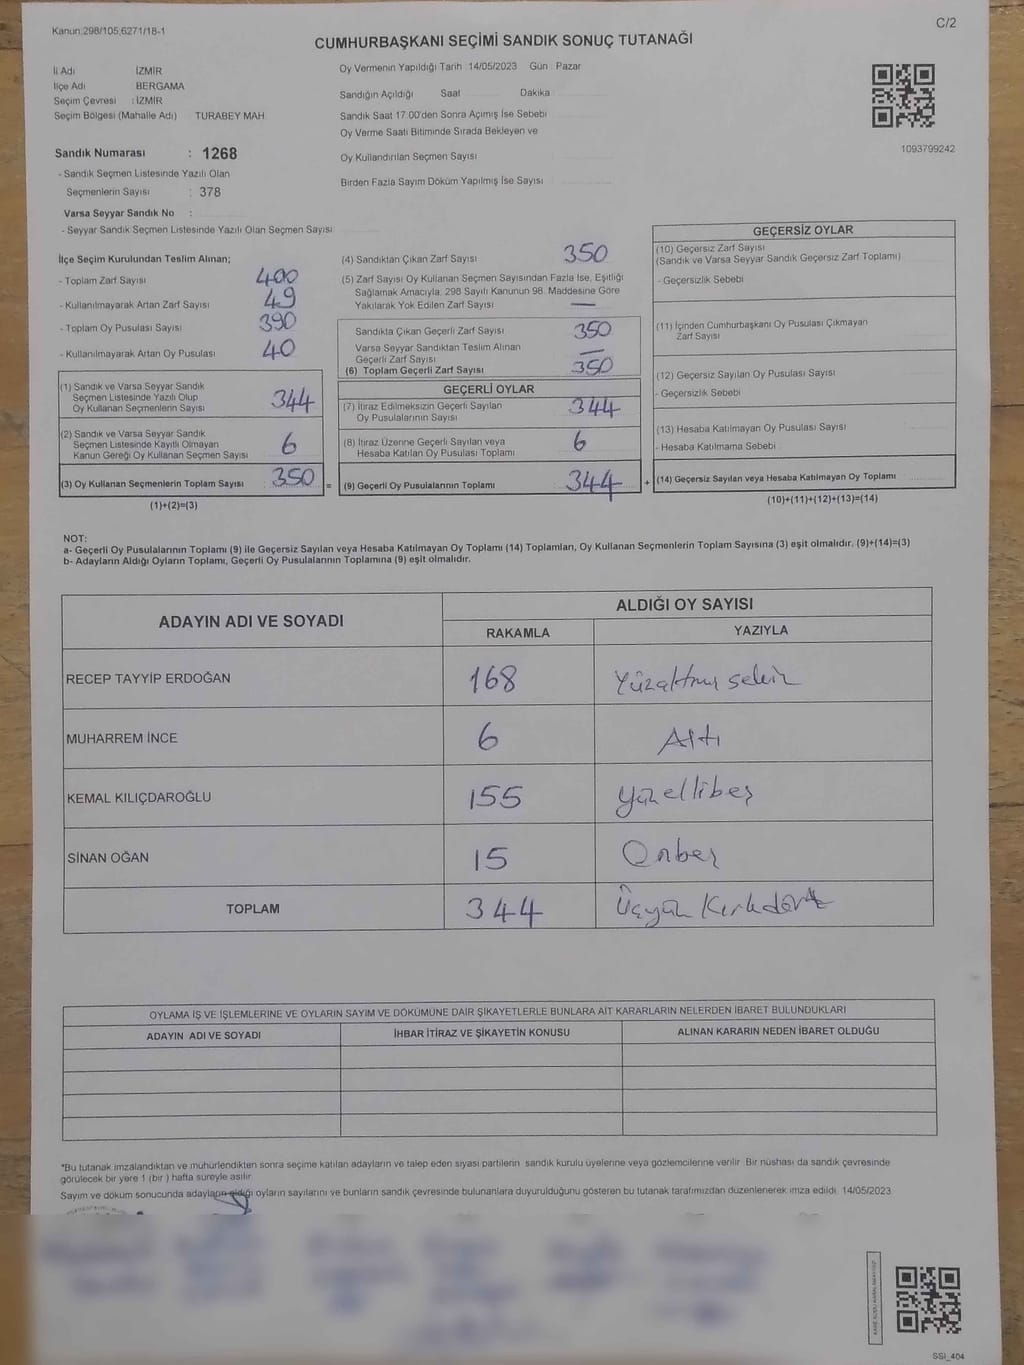 Kanun:298/105,6271/18-1
C/2
CUMHURBAŞKANI SEÇİMİ SANDIK SONUÇ TUTANAĞI
İl Adı İZMİR
İlçe Adı BERGAMA
Seçim Çevresi : İZMİR
Seçim Bölgesi (Mahalle Adı) TURABEY MAH.
Sandık Numarası : 1268
- Sandık Seçmen Listesinde Yazılı Olan
Seçmenlerin Sayısı : 378
Varsa Seyyar Sandık No :
- Seyyar Sandık Seçmen Listesinde Yazılı Olan Seçmen Sayısı:
Oy Vermenin Yapıldığı Tarih : 14/05/2023 Gün : Pazar
Sandığın Açıldığı Saat Dakika
Sandık Saat 17.00'den Sonra Açımış İse Sebebi
Oy Verme Saati Bitiminde Sırada Bekleyen ve
Oy Kullandırılan Seçmen Sayısı
Birden Fazla Sayım Döküm Yapılmış İse Sayısı
1093799242
İlçe Seçim Kurulundan Teslim Alınan;
- Toplam Zarf Sayısı 400
- Kullanılmayarak Artan Zarf Sayısı 49
- Toplam Oy Pusulası Sayısı 390
- Kullanılmayarak Artan Oy Pusulası 40
(1) Sandık ve Varsa Seyyar Sandık
Seçmen Listesinde Yazılı Olup
Oy Kullanan Seçmenlerin Sayısı 344
(2) Sandık ve Varsa Seyyar Sandık
Seçmen Listesinde Kayıtlı Olmayan
Kanun Gereği Oy Kullanan Seçmen Sayısı 6
(3) Oy Kullanan Seçmenlerin Toplam Sayısı 350 =
(1)+(2)=(3)
(4) Sandıktan Çıkan Zarf Sayısı 350
(5) Zarf Sayısı Oy Kullanan Seçmen Sayısından Fazla İse, Eşitliği
Sağlamak Amacıyla, 298 Sayılı Kanunun 98. Maddesine Göre
Yakılarak Yok Edilen Zarf Sayısı —
Sandıkta Çıkan Geçerli Zarf Sayısı 350
Varsa Seyyar Sandıktan Teslim Alınan
Geçerli Zarf Sayısı —
(6) Toplam Geçerli Zarf Sayısı 350
GEÇERLİ OYLAR
(7) İtiraz Edilmeksizin Geçerli Sayılan
Oy Pusulalarının Sayısı 344
(8) İtiraz Üzerine Geçerli Sayılan veya
Hesaba Katılan Oy Pusulası Toplamı 6
(9) Geçerli Oy Pusulalarının Toplamı 344 +
GEÇERSİZ OYLAR
(10) Geçersiz Zarf Sayısı
(Sandık ve Varsa Seyyar Sandık Geçersiz Zarf Toplamı)
- Geçersizlik Sebebi
(11) İçinden Cumhurbaşkanı Oy Pusulası Çıkmayan
Zarf Sayısı
(12) Geçersiz Sayılan Oy Pusulası Sayısı
- Geçersizlik Sebebi
(13) Hesaba Katılmayan Oy Pusulası Sayısı
- Hesaba Katılmama Sebebi
(14) Geçersiz Sayılan veya Hesaba Katılmayan Oy Toplamı
(10)+(11)+(12)+(13)=(14)
NOT:
a- Geçerli Oy Pusulalarının Toplamı (9) ile Geçersiz Sayılan veya Hesaba Katılmayan Oy Toplamı (14) Toplamları, Oy Kullanan Seçmenlerin Toplam Sayısına (3) eşit olmalıdır. (9)+(14)=(3)
b- Adayların Aldığı Oyların Toplamı, Geçerli Oy Pusulalarının Toplamına (9) eşit olmalıdır.
ADAYIN ADI VE SOYADI ALDIĞI OY SAYISI
RAKAMLA YAZIYLA
RECEP TAYYİP ERDOĞAN 168 Yüzaltmış sekiz
MUHARREM İNCE 6 Altı
KEMAL KILIÇDAROĞLU 155 Yüzellibeş
SİNAN OĞAN 15 Onbeş
TOPLAM 344 Üçyüz Kırkdört
OYLAMA İŞ VE İŞLEMLERİNE VE OYLARIN SAYIM VE DÖKÜMÜNE DAİR ŞİKAYETLERLE BUNLARA AİT KARARLARIN NELERDEN İBARET BULUNDUKLARI
ADAYIN ADI VE SOYADI İHBAR İTİRAZ VE ŞİKAYETİN KONUSU ALINAN KARARIN NEDEN İBARET OLDUĞU
*Bu tutanak imzalandıktan ve mühürlendikten sonra seçime katılan adayların ve talep eden siyasi partilerin sandık kurulu üyelerine veya gözlemcilerine verilir. Bir nüshası da sandık çevresinde
görülecek bir yere 1 (bir) hafta süreyle asılır.
Sayım ve döküm sonucunda adayların aldığı oyların sayılarını ve bunların sandık çevresinde bulunanlara duyurulduğunu gösteren bu tutanak tarafımızdan düzenlenerek imza edildi. 14/05/2023
SSI_404